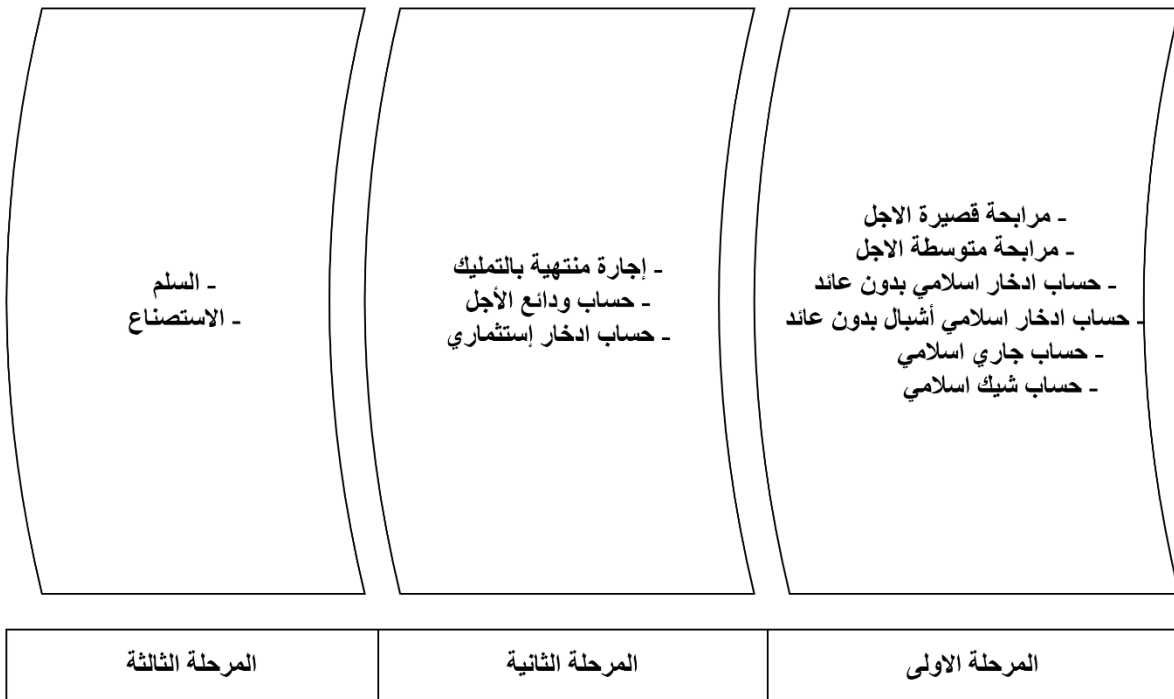 - مرابحة قصيرة الاجل
- مرابحة متوسطة الاجل
- حساب ادخار اسلامي بدون عائد
- حساب ادخار اسلامي أشبال بدون عائد
- حساب جاري اسلامي
- حساب شيك اسلامي
- إجارة منتهية بالتمليك
- حساب ودائع الأجل
- حساب ادخار إستثماري
- السلم
- الاستصناع
المرحلة الاولى
المرحلة الثانية
المرحلة الثالثة